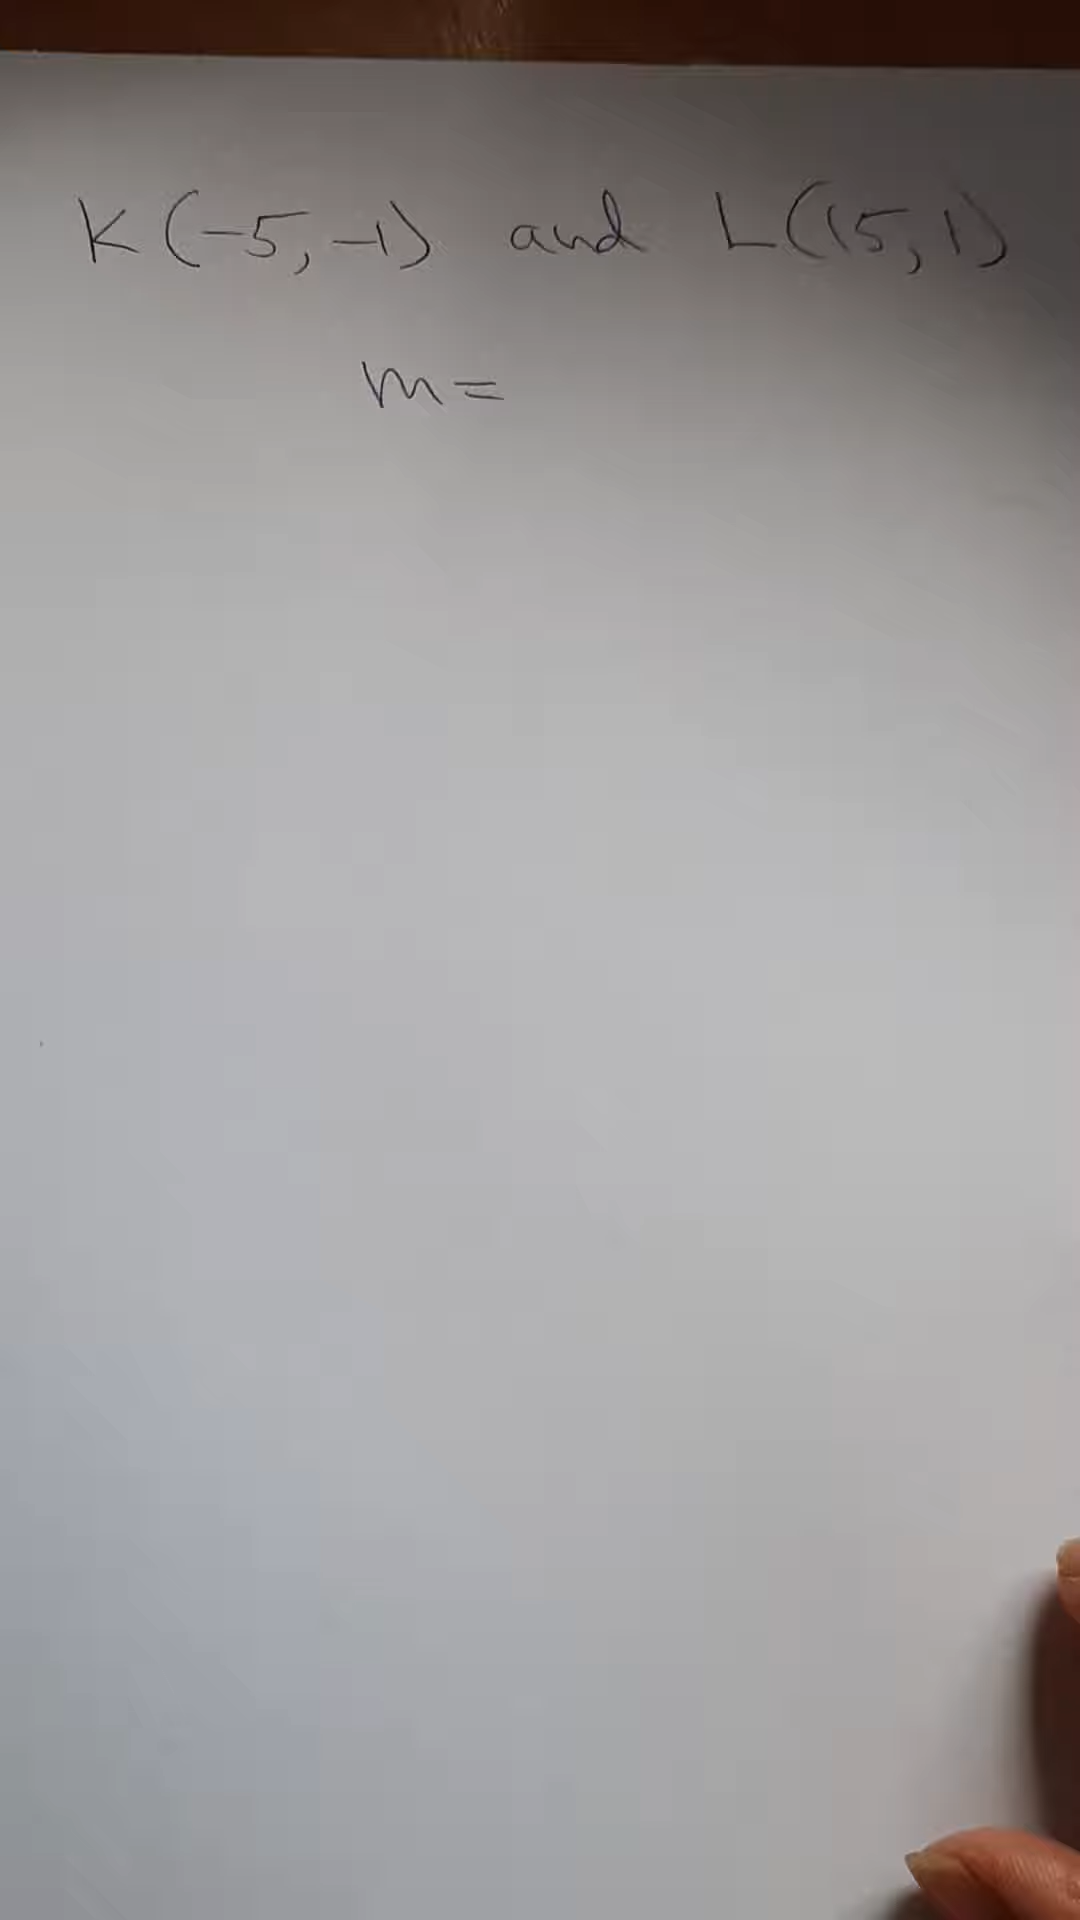 K(-5, -1) and L(15, 1)
m =